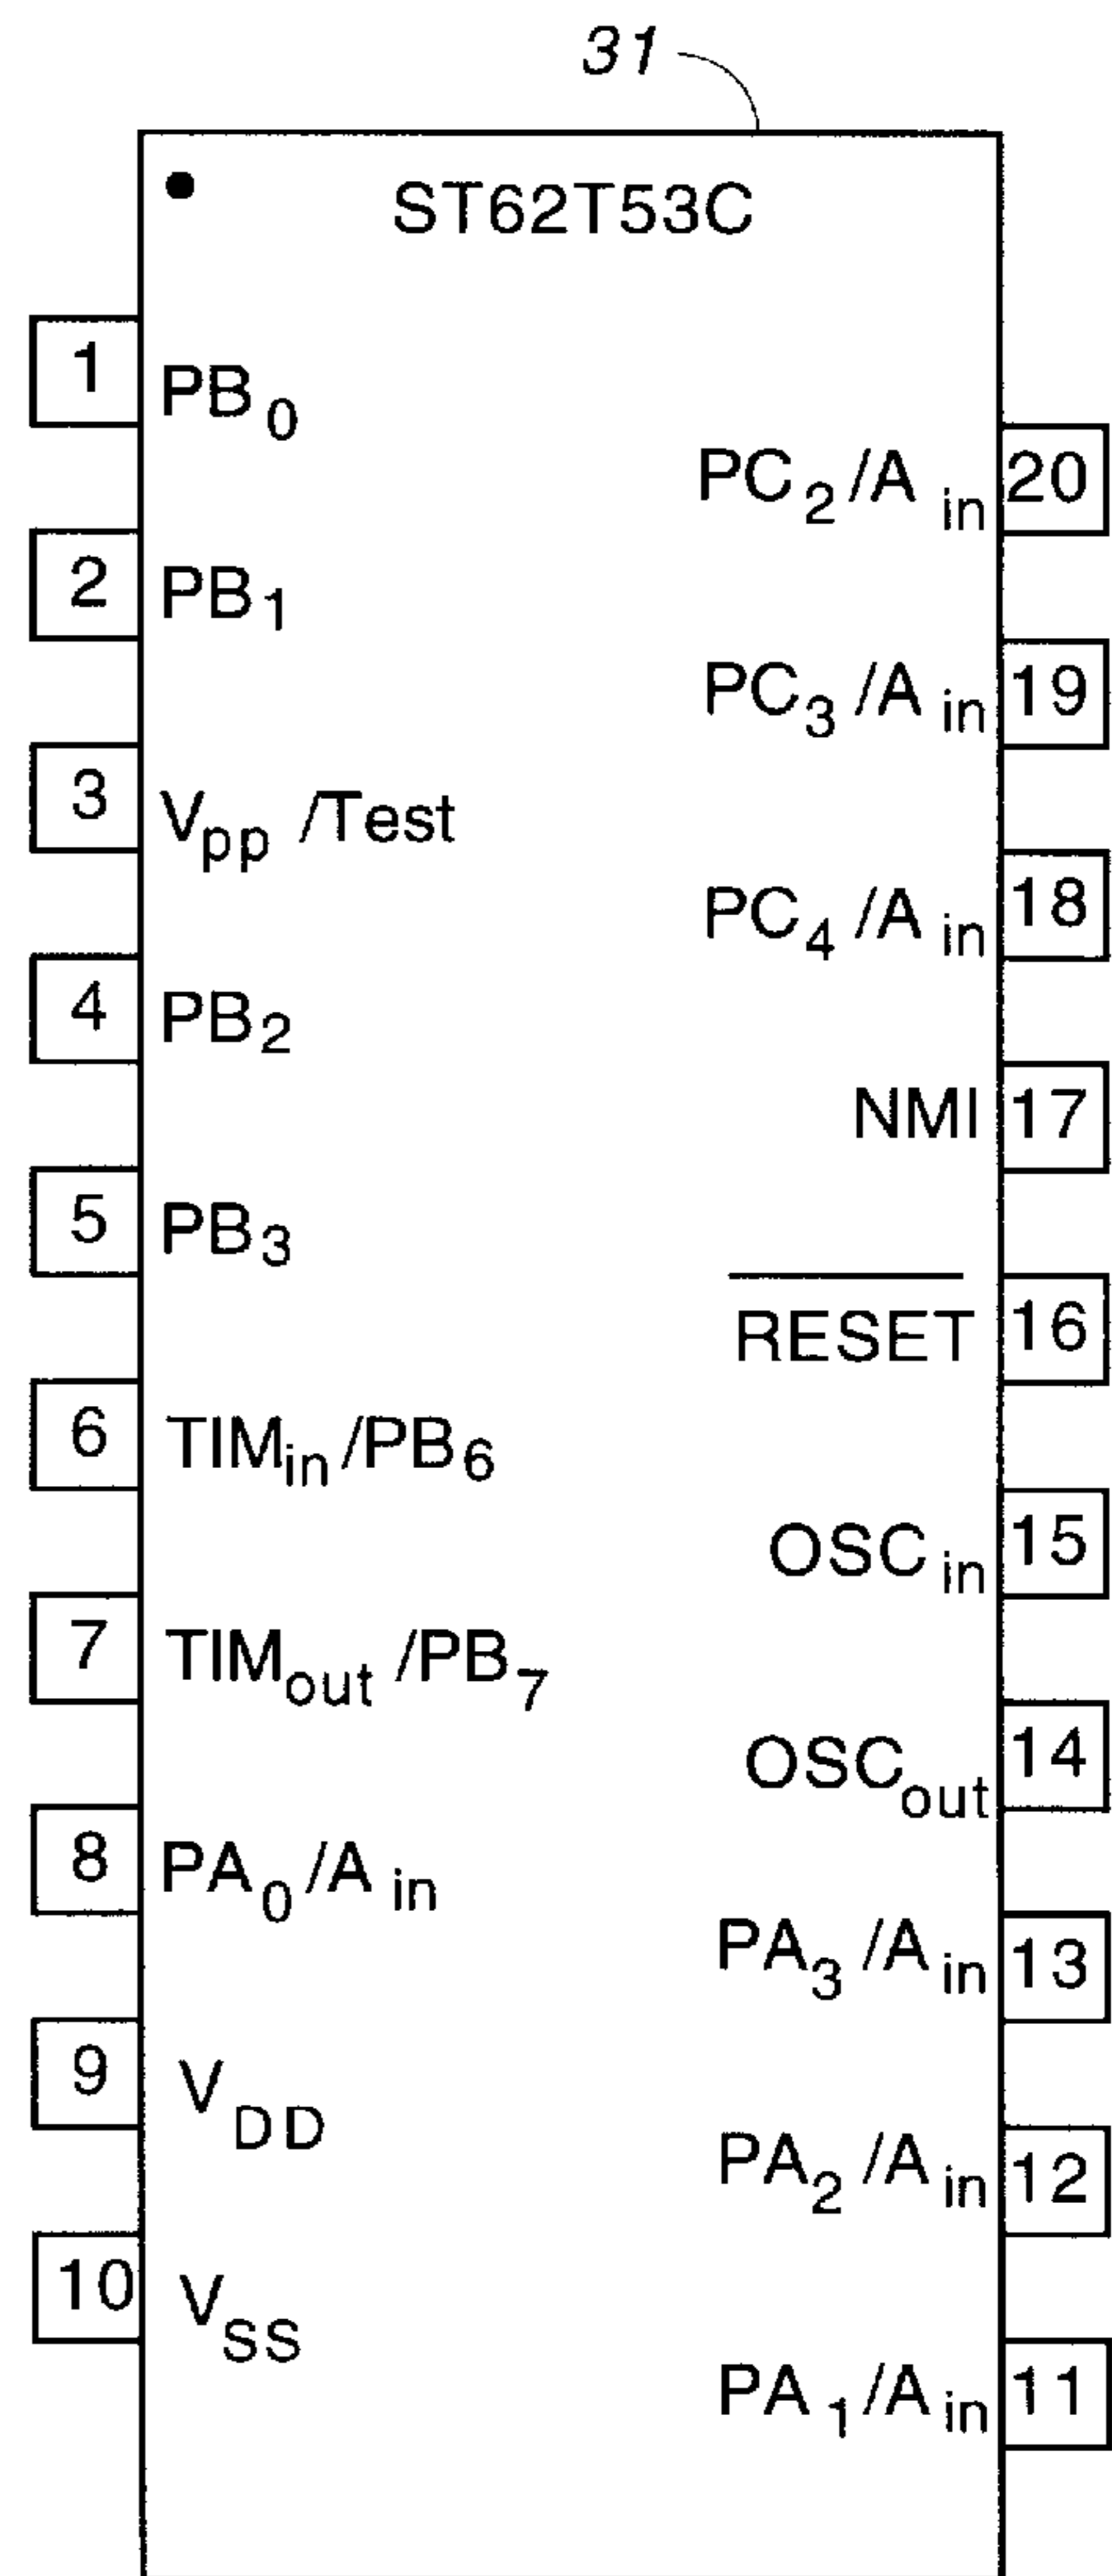 31
ST62T53C
1 PB0
PC2/Ain 20
2 PB1
PC3/Ain 19
3 Vpp/Test
PC4/Ain 18
4 PB2
NMI 17
5 PB3
RESET 16
6 TIMin/PB6
OSCin 15
7 TIMout/PB7
OSCout 14
8 PA0/Ain
PA3/Ain 13
9 VDD
PA2/Ain 12
10 VSS
PA1/Ain 11